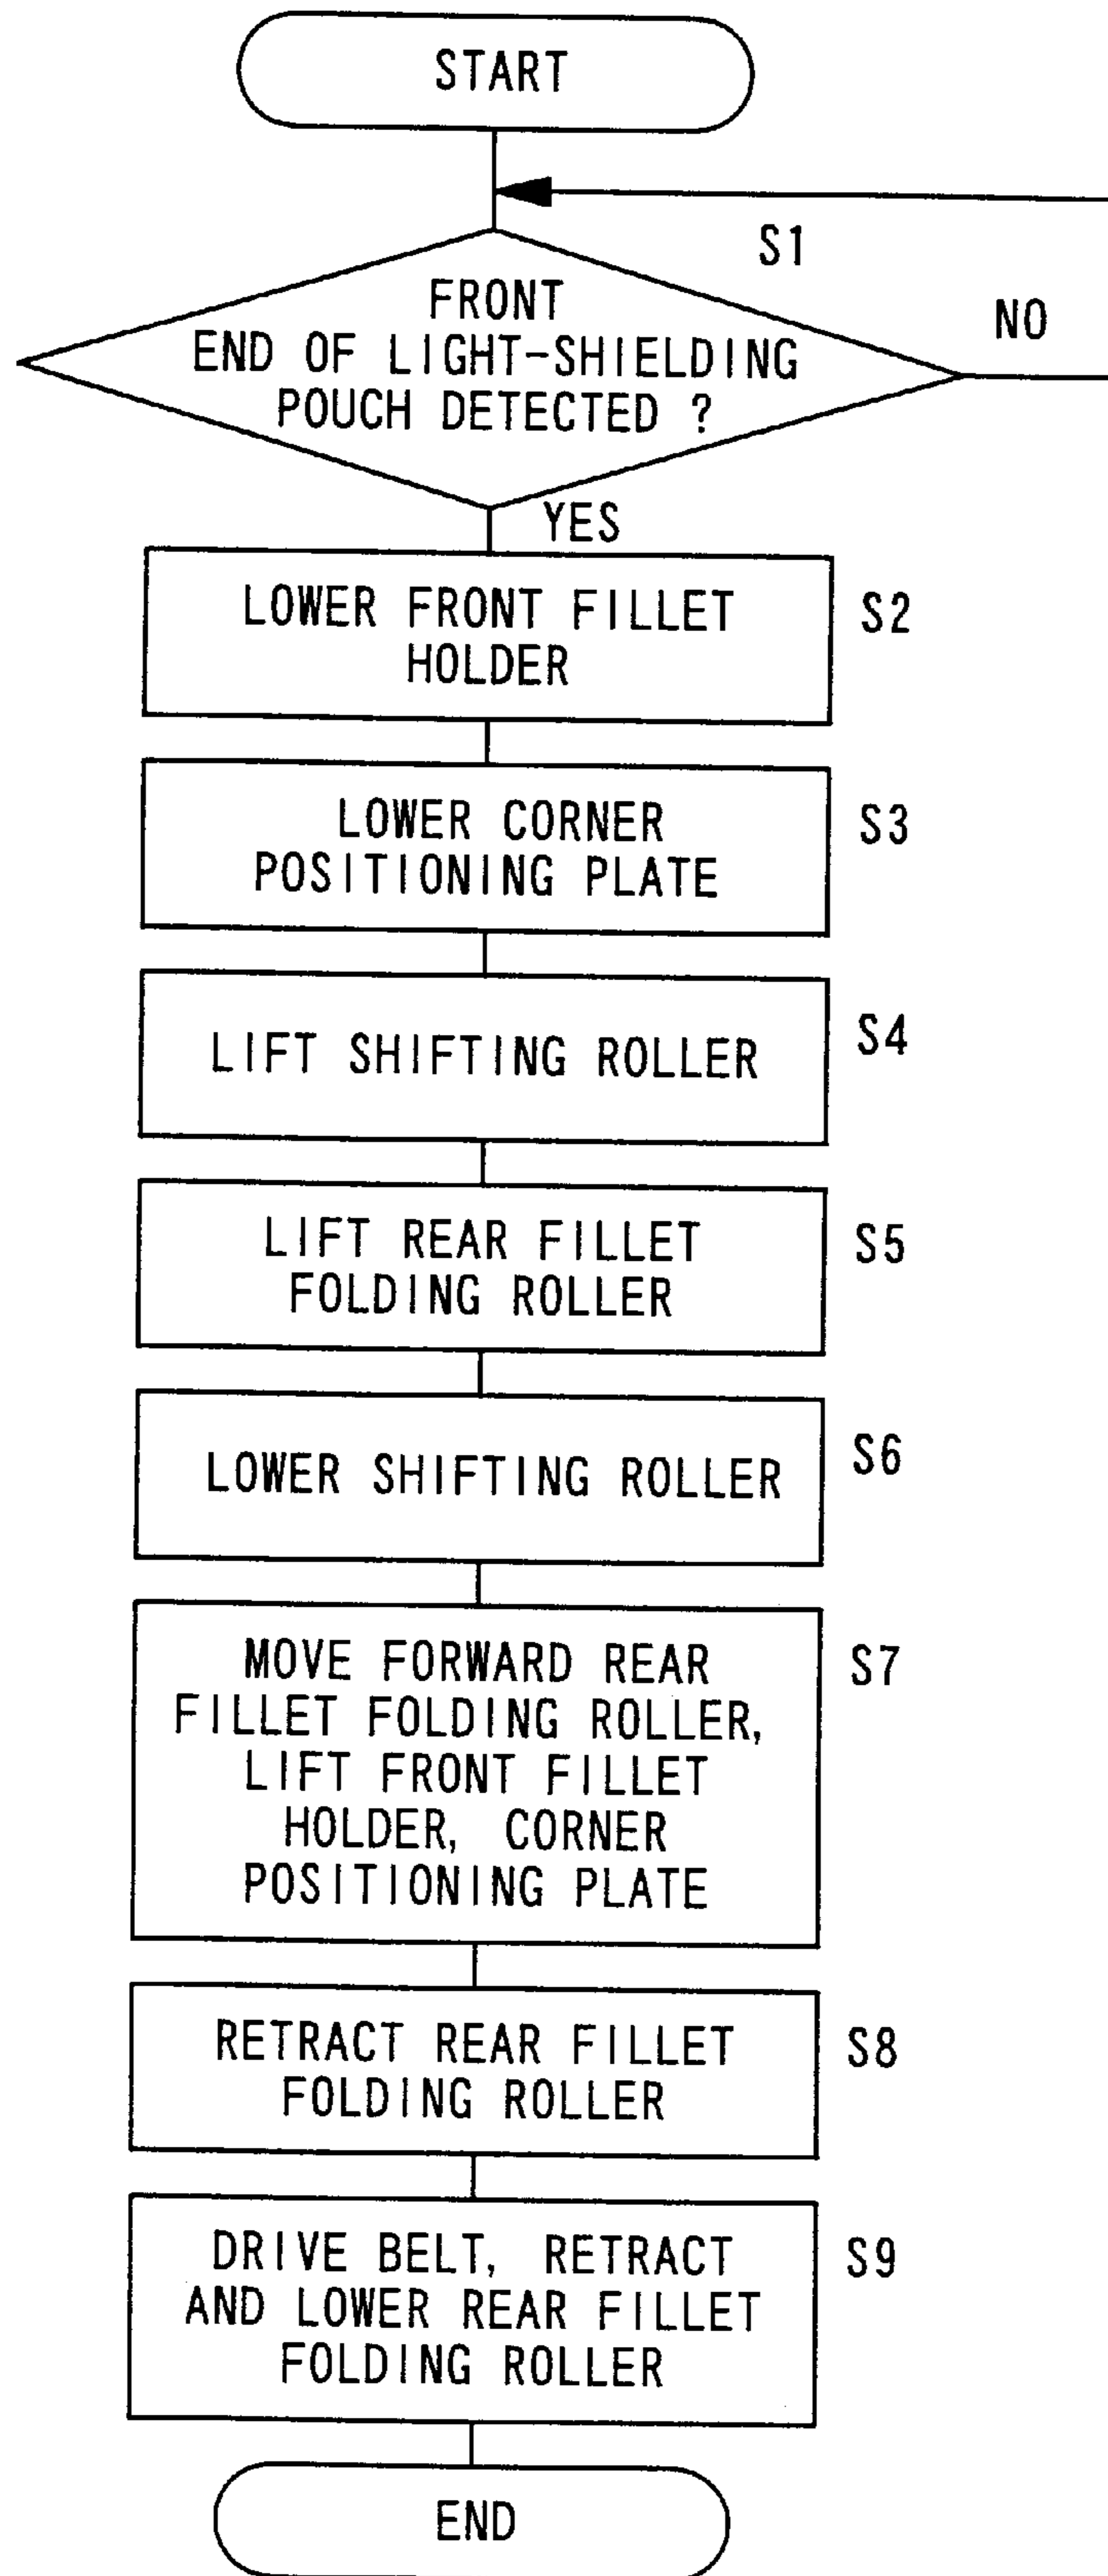 START
S1
FRONT
END OF LIGHT-SHIELDING
POUCH DETECTED ?
NO
YES
LOWER FRONT FILLET
HOLDER
S2
LOWER CORNER
POSITIONING PLATE
S3
LIFT SHIFTING ROLLER
S4
LIFT REAR FILLET
FOLDING ROLLER
S5
LOWER SHIFTING ROLLER
S6
MOVE FORWARD REAR
FILLET FOLDING ROLLER,
LIFT FRONT FILLET
HOLDER, CORNER
POSITIONING PLATE
S7
RETRACT REAR FILLET
FOLDING ROLLER
S8
DRIVE BELT, RETRACT
AND LOWER REAR FILLET
FOLDING ROLLER
S9
END